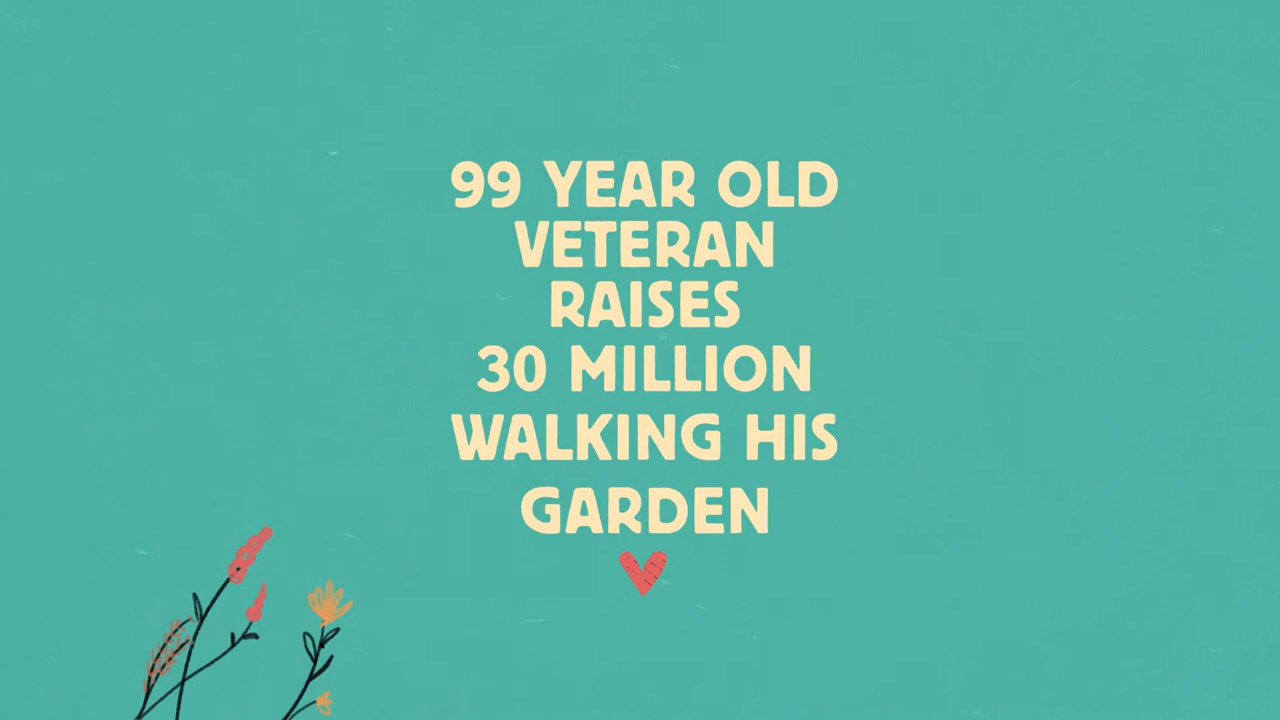 99 YEAR OLD
VETERAN
RAISES
30 MILLION
WALKING HIS
GARDEN